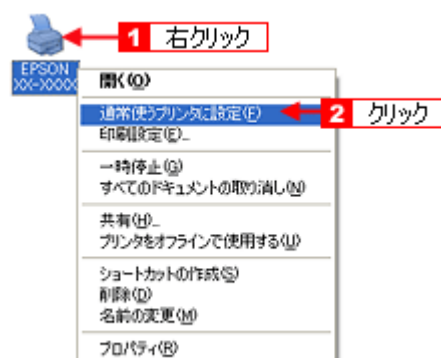 1 右クリック
EPSON
XX-XXXX
開く(O)
通常使うプリンタに設定(F)
2 クリック
印刷設定(E)...
一時停止(G)
すべてのドキュメントの取り消し(N)
共有(H)...
プリンタをオフラインで使用する(U)
ショートカットの作成(S)
削除(D)
名前の変更(M)
プロパティ(R)